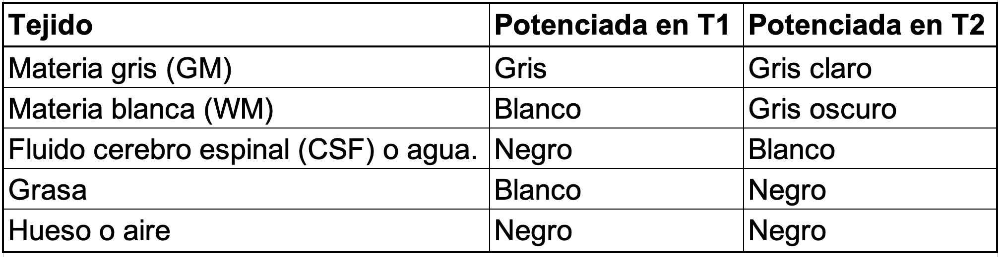 Tejido Potenciada en T1 Potenciada en T2
Materia gris (GM) Gris Gris claro
Materia blanca (WM) Blanco Gris oscuro
Fluido cerebro espinal (CSF) o agua. Negro Blanco
Grasa Blanco Negro
Hueso o aire Negro Negro